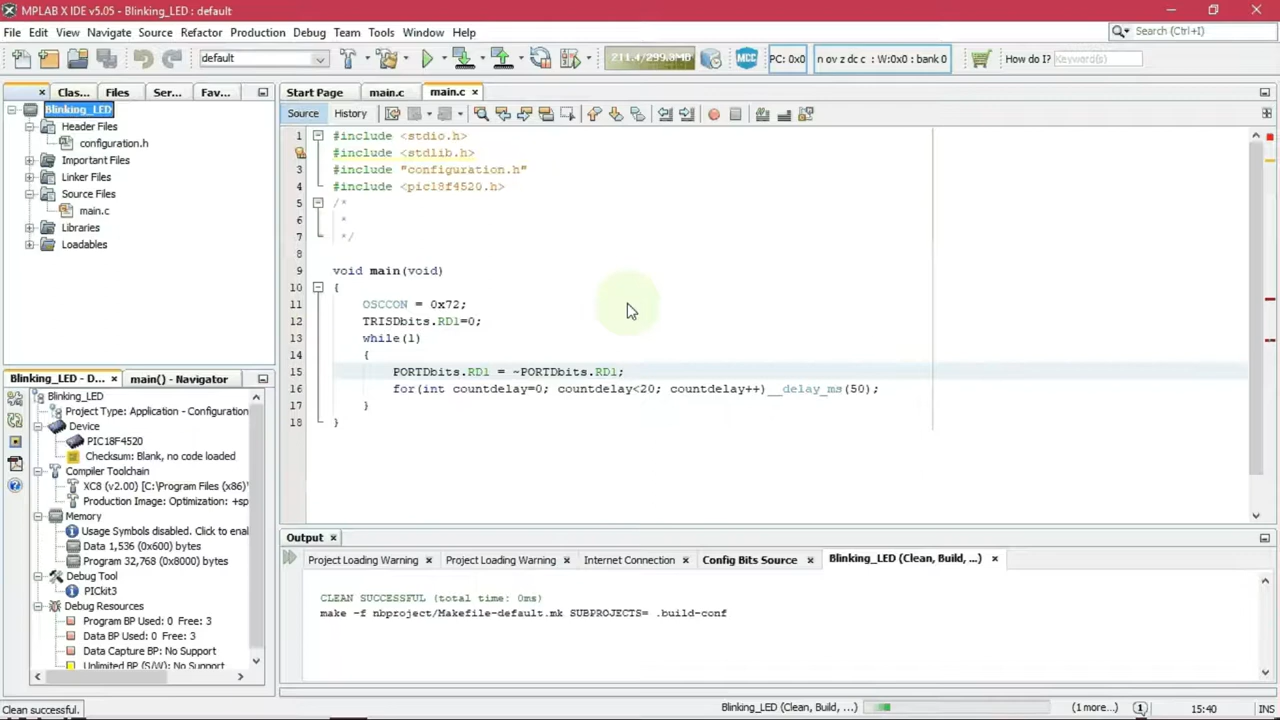 MPLAB X IDE v5.05 - Blinking_LED : default
File Edit View Navigate Source Refactor Production Debug Team Tools Window Help
Search (Ctrl+I)
default
211.4/299.8MB
MCC
PC: 0x0
n ov z dc c : W:0x0 : bank 0
How do I?
Keyword(s)
Clas... Files Ser... Fav...
Start Page main.c main.c
Source History
Blinking_LED
Header Files
configuration.h
Important Files
Linker Files
Source Files
main.c
Libraries
Loadables
1 #include <stdio.h>
2 #include <stdlib.h>
3 #include "configuration.h"
4 #include <pic18f4520.h>
5 /*
6 *
7 */
8
9 void main(void)
10 {
11 OSCCON = 0x72;
12 TRISDbits.RD1=0;
13 while(1)
14 {
15 PORTDbits.RD1 = ~PORTDbits.RD1;
16 for(int countdelay=0; countdelay<20; countdelay++)__delay_ms(50);
17 }
18 }
Blinking_LED - D... main() - Navigator
Blinking_LED
Project Type: Application - Configuration
Device
PIC18F4520
Checksum: Blank, no code loaded
Compiler Toolchain
XC8 (v2.00) [C:\Program Files (x86)\
Production Image: Optimization: +sp
Memory
Usage Symbols disabled. Click to enal
Data 1,536 (0x600) bytes
Program 32,768 (0x8000) bytes
Debug Tool
PICkit3
Debug Resources
Program BP Used: 0 Free: 3
Data BP Used: 0 Free: 3
Data Capture BP: No Support
Unlimited BP (S/W): No Support
Output
Project Loading Warning Project Loading Warning Internet Connection Config Bits Source Blinking_LED (Clean, Build, ...)
CLEAN SUCCESSFUL (total time: 0ms)
make -f nbproject/Makefile-default.mk SUBPROJECTS= .build-conf
Clean successful.
Blinking_LED (Clean, Build, ...)
(1 more...)
1
15:40
INS